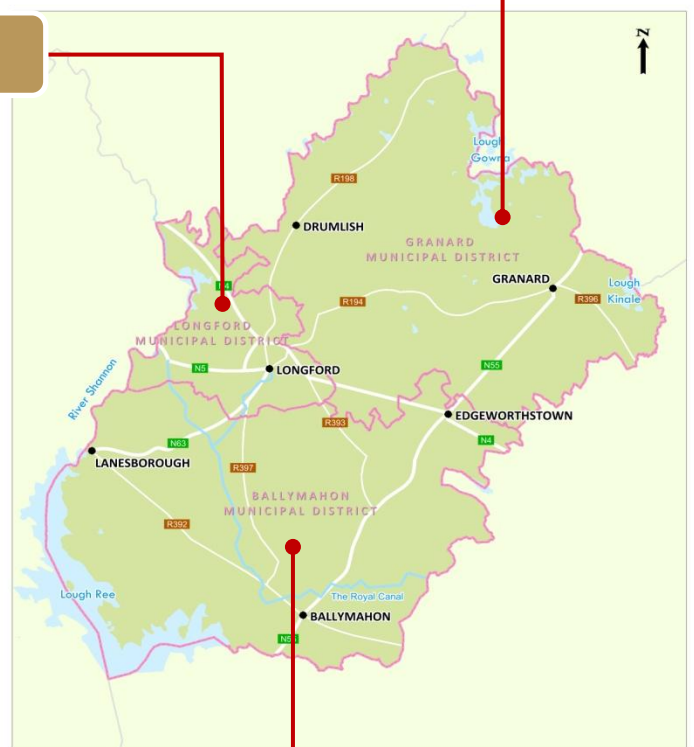 N
Lough
Gowna
R198
DRUMLISH
GRANARD
MUNICIPAL DISTRICT
GRANARD
Lough
Kinale
R396
N4
R194
LONGFORD
MUNICIPAL DISTRICT
N5
LONGFORD
N55
River Shannon
EDGEWORTHSTOWN
R393
N63
N4
LANESBOROUGH
R397
BALLYMAHON
MUNICIPAL DISTRICT
R392
Lough Ree
The Royal Canal
BALLYMAHON